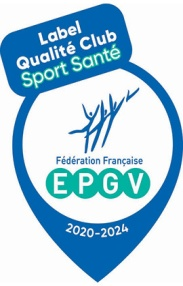 Label
Qualité Club
Sport Santé
Fédération Française
EPGV
2020-2024